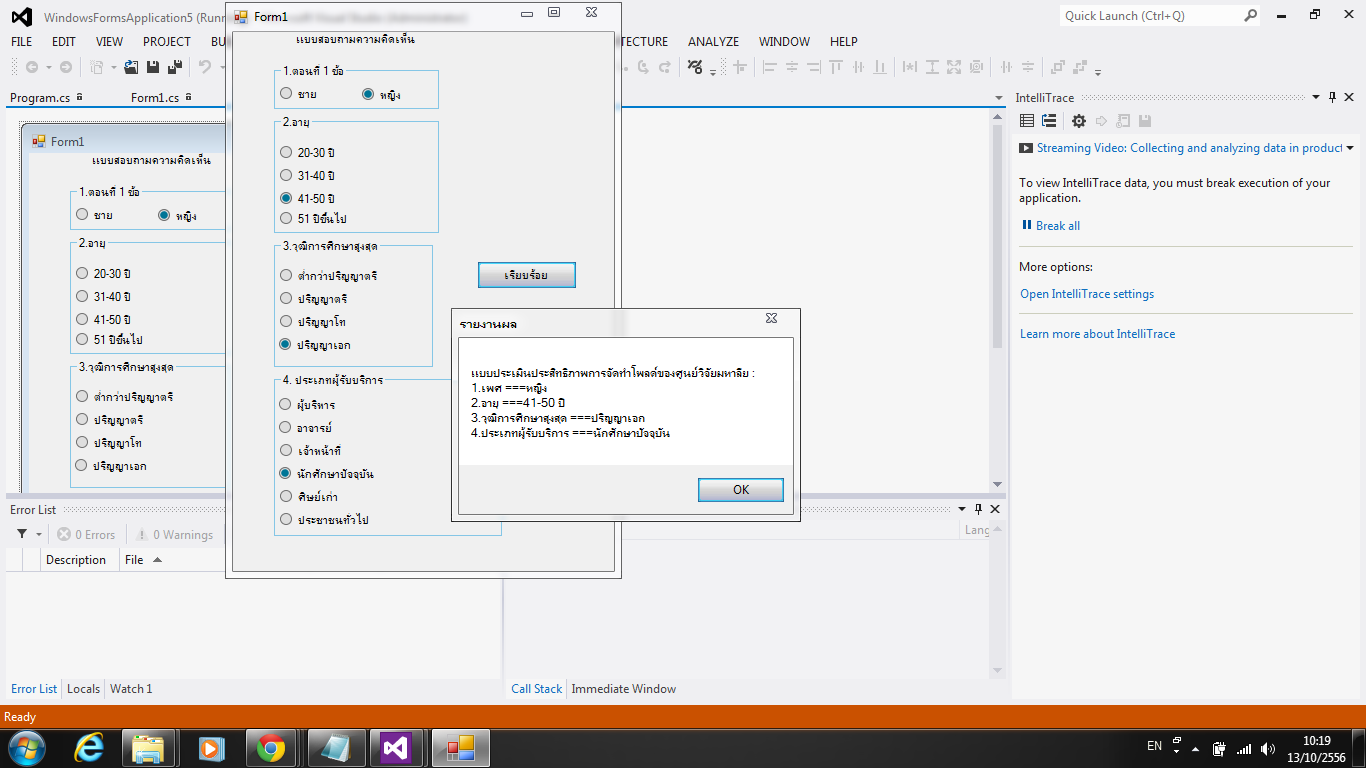 WindowsFormsApplication5 (Runn
Quick Launch (Ctrl+Q)
FILE EDIT VIEW PROJECT BU
TECTURE ANALYZE WINDOW HELP
Program.cs
Form1.cs
Form1
แบบสอบถามความคิดเห็น
1.ตอนที่ 1 ข้อ
ชาย
หญิง
2.อายุ
20-30 ปี
31-40 ปี
41-50 ปี
51 ปีขึ้นไป
3.วุฒิการศึกษาสูงสุด
ต่ำกว่าปริญญาตรี
ปริญญาตรี
ปริญญาโท
ปริญญาเอก
Form1
แบบสอบถามความคิดเห็น
1.ตอนที่ 1 ข้อ
ชาย
หญิง
2.อายุ
20-30 ปี
31-40 ปี
41-50 ปี
51 ปีขึ้นไป
3.วุฒิการศึกษาสูงสุด
ต่ำกว่าปริญญาตรี
ปริญญาตรี
ปริญญาโท
ปริญญาเอก
เรียบร้อย
4. ประเภทผู้รับบริการ
ผู้บริหาร
อาจารย์
เจ้าหน้าที่
นักศึกษาปัจจุบัน
ศิษย์เก่า
ประชาชนทั่วไป
รายงานผล
แบบประเมินประสิทธิภาพการจัดทำโพลต์ของศูนย์วิจัยมหาลัย :
1.เพศ ===หญิง
2.อายุ ===41-50 ปี
3.วุฒิการศึกษาสูงสุด ===ปริญญาเอก
4.ประเภทผู้รับบริการ ===นักศึกษาปัจจุบัน
OK
IntelliTrace
Streaming Video: Collecting and analyzing data in product
To view IntelliTrace data, you must break execution of your
application.
Break all
More options:
Open IntelliTrace settings
Learn more about IntelliTrace
Error List
0 Errors
0 Warnings
Description File
Lang
Error List Locals Watch 1
Call Stack Immediate Window
Ready
EN
10:19
13/10/2556